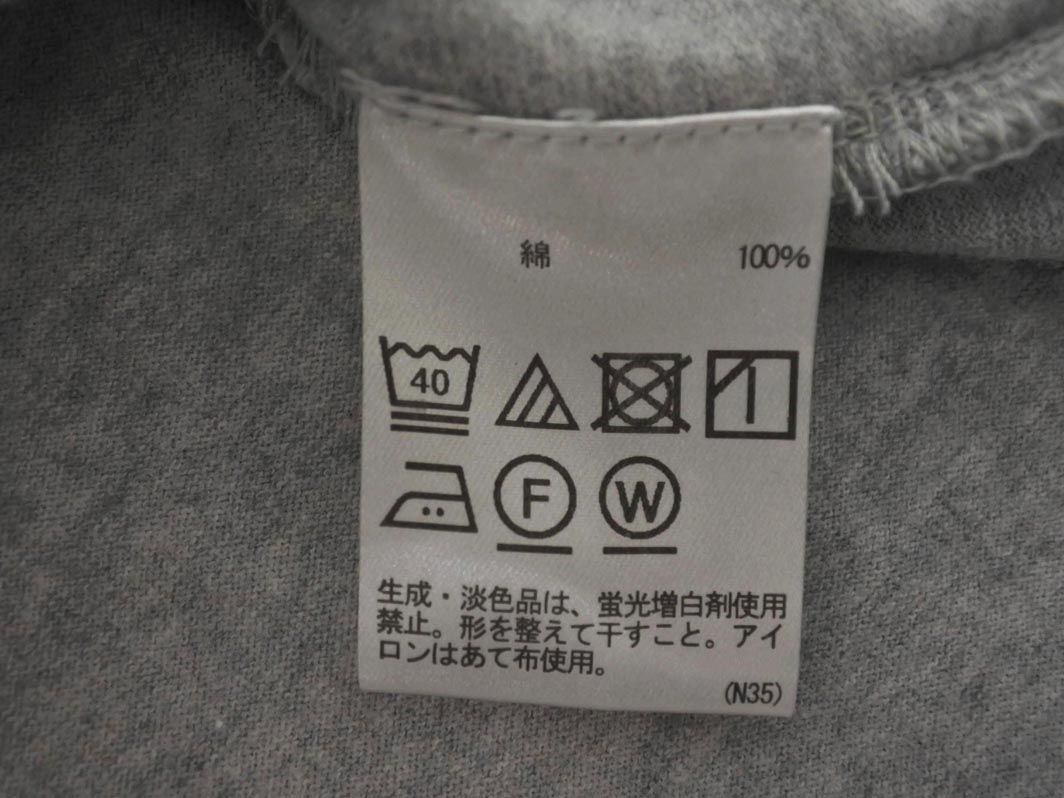 綿 100%
40
F W
生成・淡色品は、蛍光増白剤使用
禁止。形を整えて干すこと。アイ
ロンはあて布使用。
(N35)